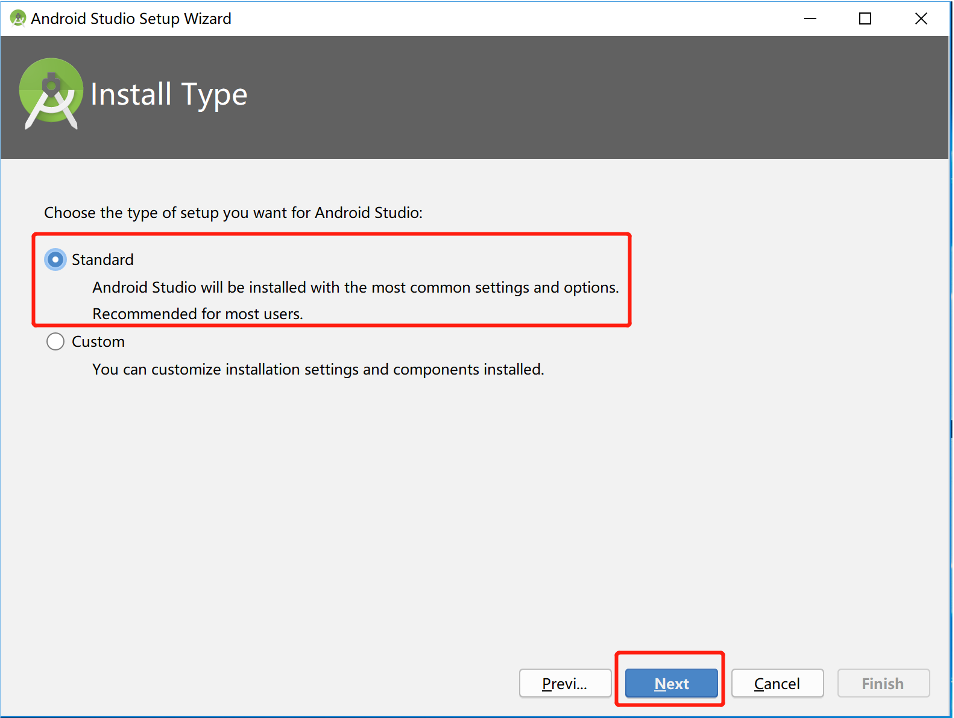 Android Studio Setup Wizard
Install Type
Choose the type of setup you want for Android Studio:
Standard
Android Studio will be installed with the most common settings and options.
Recommended for most users.
Custom
You can customize installation settings and components installed.
Previ... Next Cancel Finish